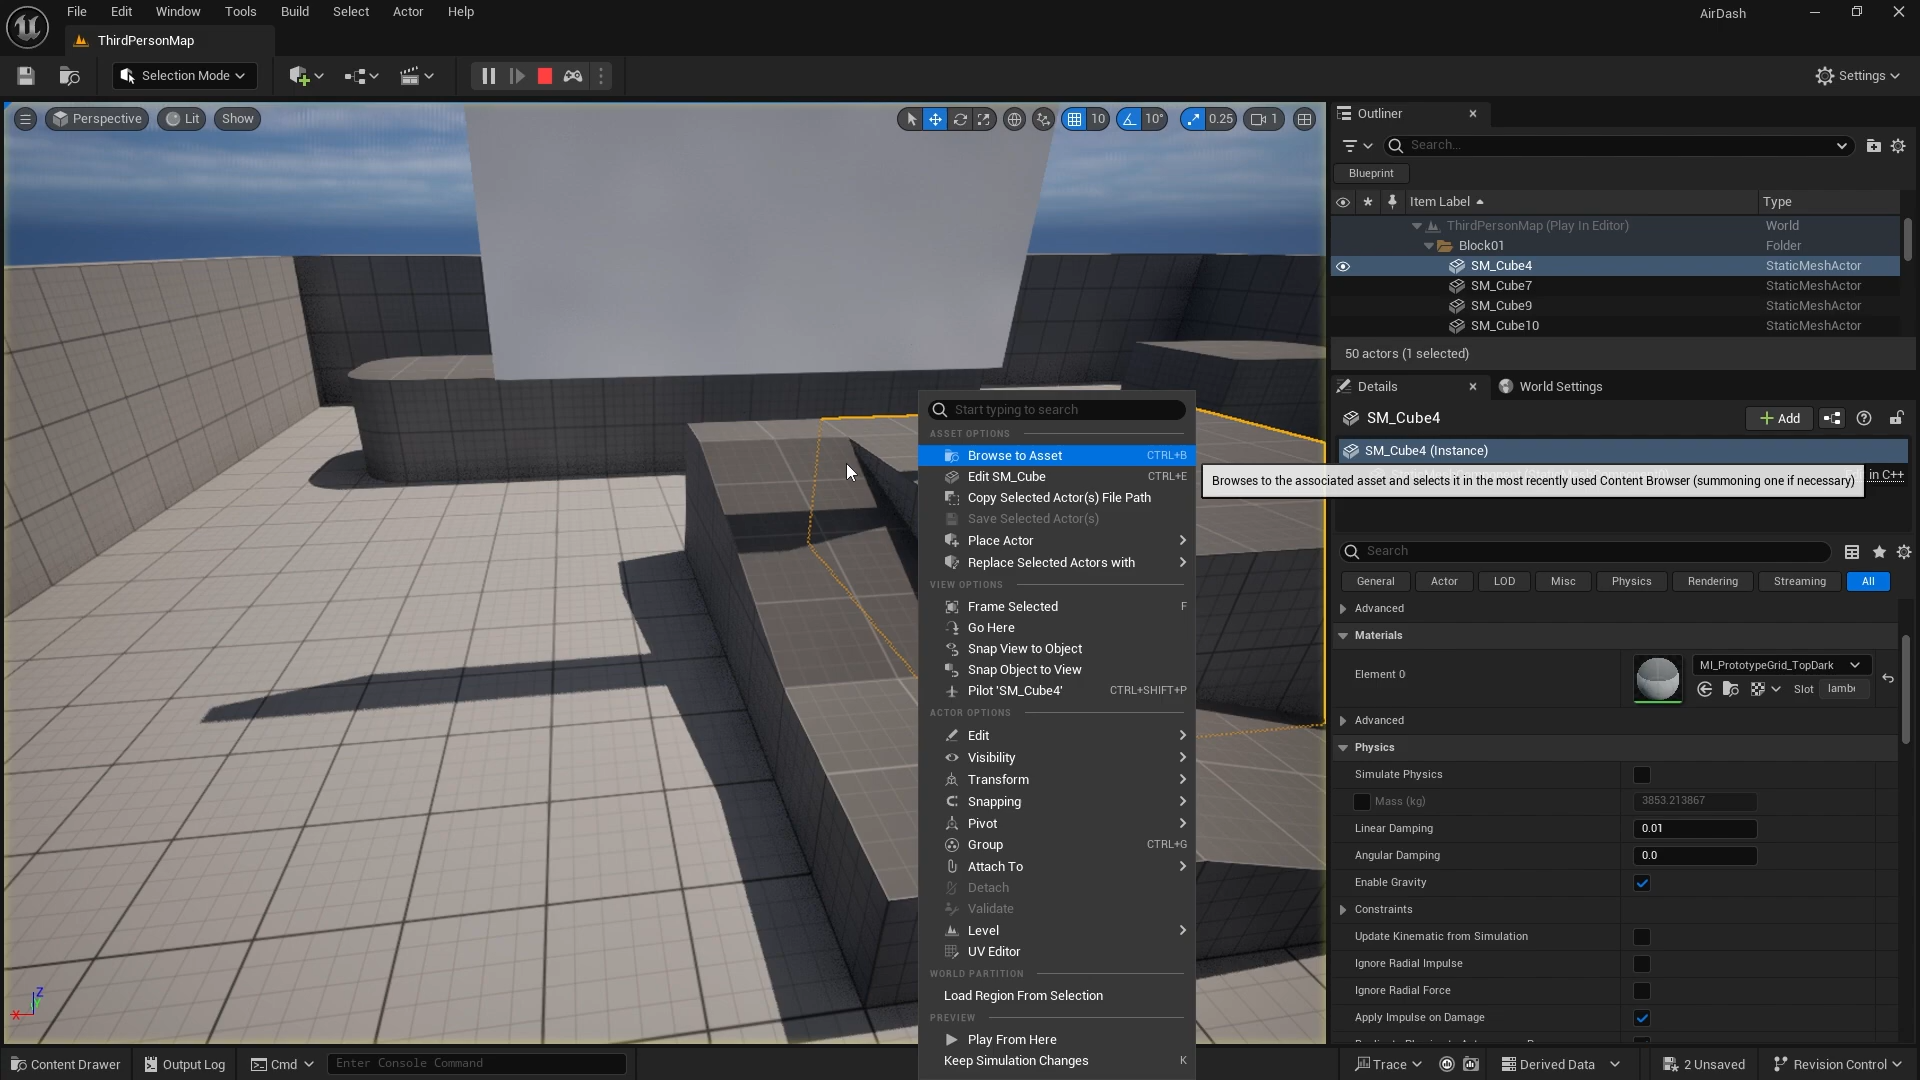 File Edit Window Tools Build Select Actor Help
AirDash
ThirdPersonMap
Selection Mode
Settings
Perspective Lit Show
10 10° 0.25 1
Outliner
Search...
Blueprint
Item Label Type
ThirdPersonMap (Play In Editor) World
Block01 Folder
SM_Cube4 StaticMeshActor
SM_Cube7 StaticMeshActor
SM_Cube9 StaticMeshActor
SM_Cube10 StaticMeshActor
50 actors (1 selected)
Details World Settings
SM_Cube4
Add
SM_Cube4 (Instance)
in C++
Browses to the associated asset and selects it in the most recently used Content Browser (summoning one if necessary)
Search
General Actor LOD Misc Physics Rendering Streaming All
Advanced
Materials
Element 0
MI_PrototypeGrid_TopDark
Slot lamb
Advanced
Physics
Simulate Physics
Mass (kg) 3853.213867
Linear Damping 0.01
Angular Damping 0.0
Enable Gravity
Constraints
Update Kinematic from Simulation
Ignore Radial Impulse
Ignore Radial Force
Apply Impulse on Damage
Start typing to search
ASSET OPTIONS
Browse to Asset CTRL+B
Edit SM_Cube CTRL+E
Copy Selected Actor(s) File Path
Save Selected Actor(s)
Place Actor
Replace Selected Actors with
VIEW OPTIONS
Frame Selected F
Go Here
Snap View to Object
Snap Object to View
Pilot 'SM_Cube4' CTRL+SHIFT+P
ACTOR OPTIONS
Edit
Visibility
Transform
Snapping
Pivot
Group CTRL+G
Attach To
Detach
Validate
Level
UV Editor
WORLD PARTITION
Load Region From Selection
PREVIEW
Play From Here
Keep Simulation Changes K
X Z
Content Drawer Output Log Cmd Enter Console Command
Trace Derived Data 2 Unsaved Revision Control